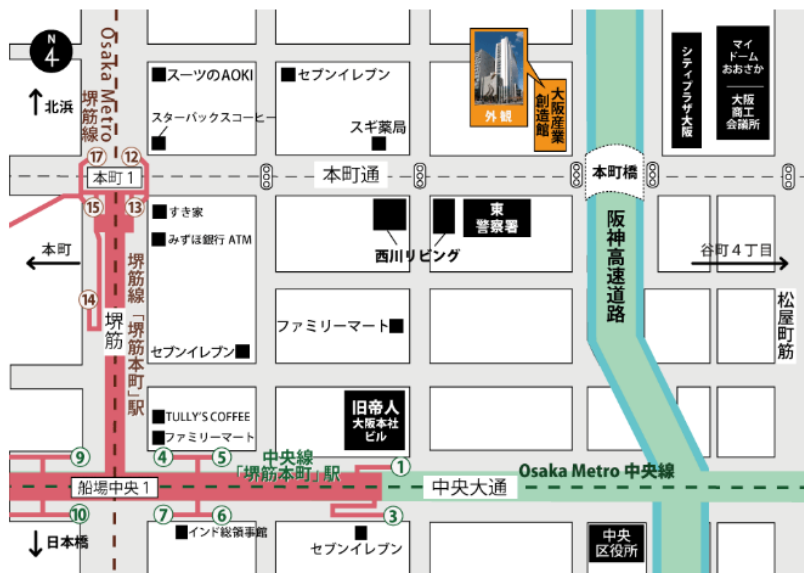 N
4
北浜
Osaka Metro
堺筋線
スーツのAOKI
セブンイレブン
スターバックスコーヒー
スギ薬局
外観
大阪産業
創造館
シティプラザ大阪
マイ
ドーム
おおさか
大阪
商工
会議所
17
12
本町1
15
13
本町通
本町橋
すき家
みずほ銀行 ATM
西川リビング
東
警察署
阪神高速道路
谷町4丁目
松屋町筋
本町
14
堺筋
堺筋線「堺筋本町」駅
セブンイレブン
ファミリーマート
TULLY'S COFFEE
ファミリーマート
旧帝人
大阪本社
ビル
9
4
5
中央線
「堺筋本町」駅
1
Osaka Metro 中央線
船場中央1
中央大通
10
7
6
3
日本橋
インド総領事館
セブンイレブン
中央
区役所